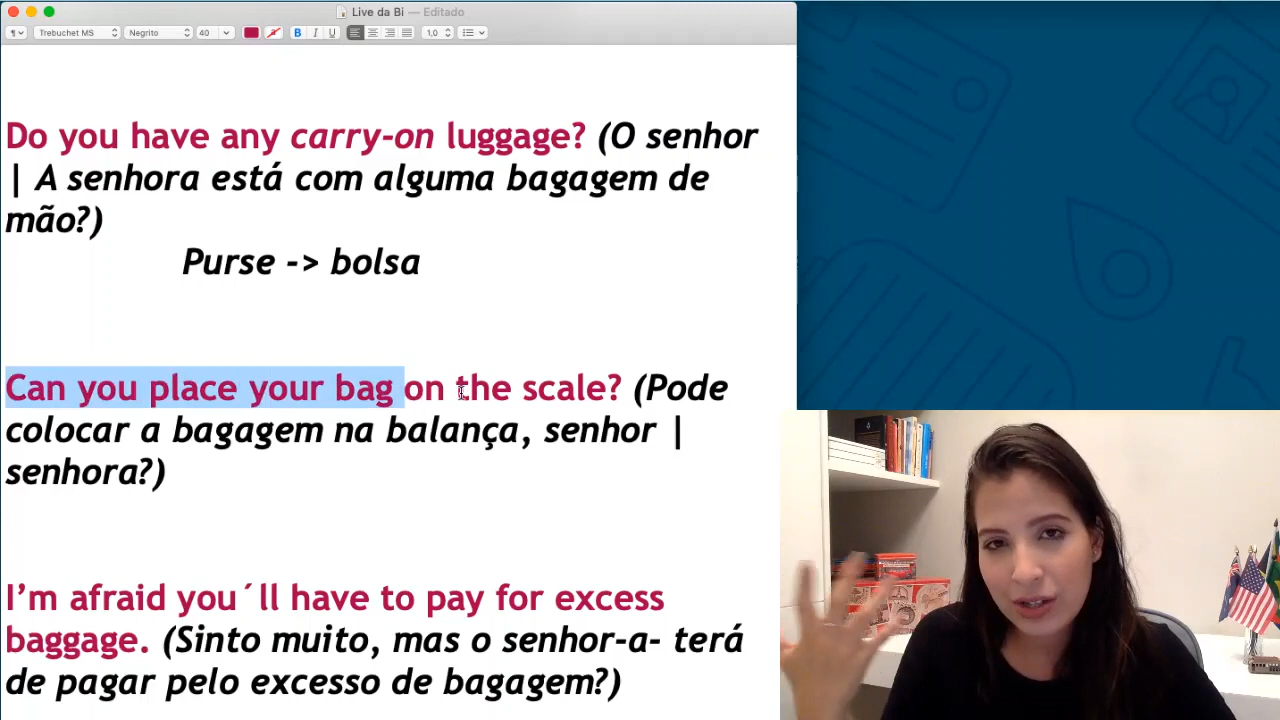 Live da Bi — Editado
¶ Trebuchet MS Negrito 40 B I U 1,0
Do you have any carry-on luggage? (O senhor
| A senhora está com alguma bagagem de
mão?)
Purse -> bolsa
Can you place your bag on the scale? (Pode
colocar a bagagem na balança, senhor |
senhora?)
I’m afraid you´ll have to pay for excess
baggage. (Sinto muito, mas o senhor-a- terá
de pagar pelo excesso de bagagem?)